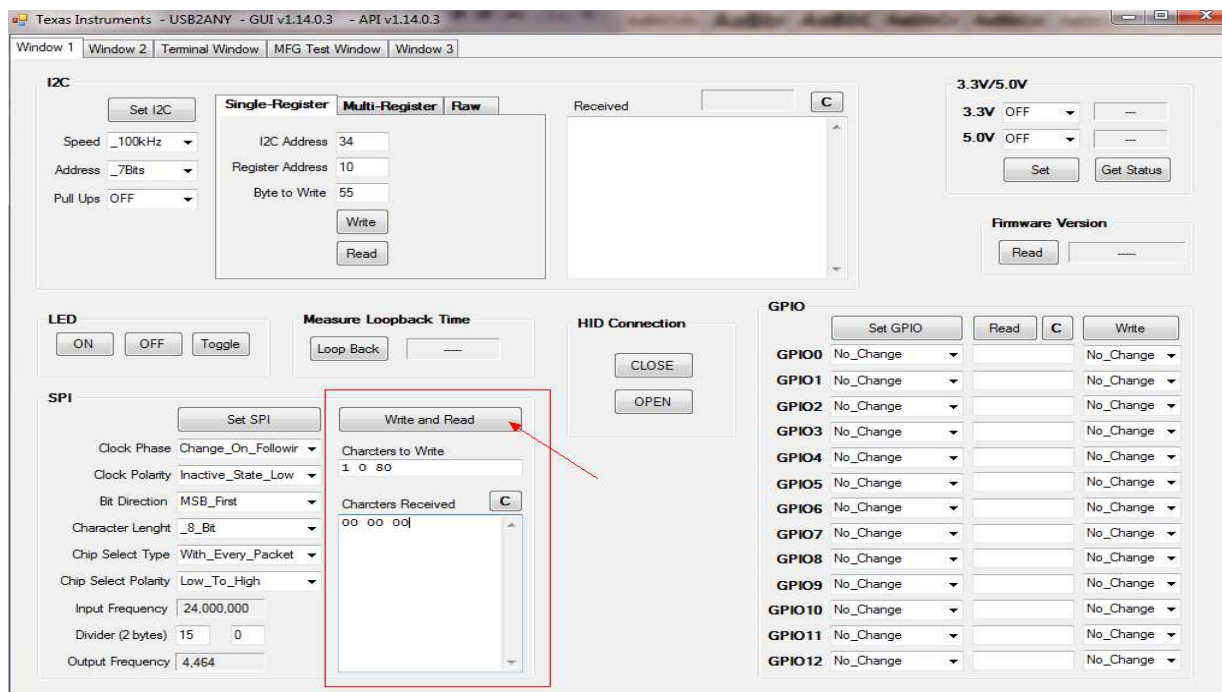 Texas Instruments - USB2ANY - GUI v1.14.0.3 - API v1.14.0.3
Window 1 Window 2 Terminal Window MFG Test Window Window 3
I2C
Set I2C
Speed _100kHz
Address _7Bits
Pull Ups OFF
Single-Register Multi-Register Raw
I2C Address 34
Register Address 10
Byte to Write 55
Write
Read
Received C
3.3V/5.0V
3.3V OFF ---
5.0V OFF ---
Set Get Status
Firmware Version
Read ----
LED
ON OFF Toggle
Measure Loopback Time
Loop Back ----
HID Connection
CLOSE
OPEN
SPI
Set SPI
Clock Phase Change_On_Followir
Clock Polarity Inactive_State_Low
Bit Direction MSB_First
Character Lenght _8_Bit
Chip Select Type With_Every_Packet
Chip Select Polarity Low_To_High
Input Frequency 24,000,000
Divider (2 bytes) 15 0
Output Frequency 4,464
Write and Read
Charcters to Write
1 0 80
Charcters Received C
00 00 00
GPIO
Set GPIO Read C Write
GPIO0 No_Change No_Change
GPIO1 No_Change No_Change
GPIO2 No_Change No_Change
GPIO3 No_Change No_Change
GPIO4 No_Change No_Change
GPIO5 No_Change No_Change
GPIO6 No_Change No_Change
GPIO7 No_Change No_Change
GPIO8 No_Change No_Change
GPIO9 No_Change No_Change
GPIO10 No_Change No_Change
GPIO11 No_Change No_Change
GPIO12 No_Change No_Change